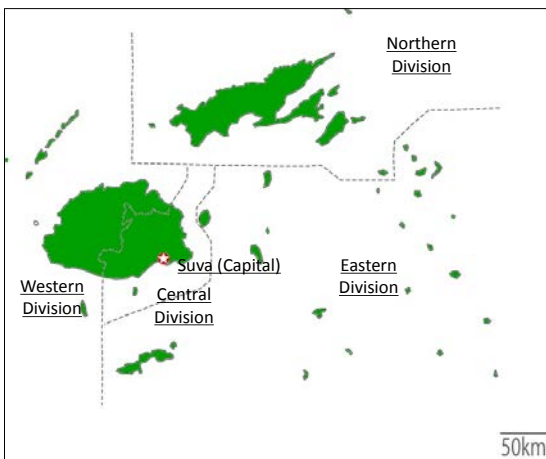 Northern
Division
Suva (Capital)
Eastern
Division
Western
Division
Central
Division
50km